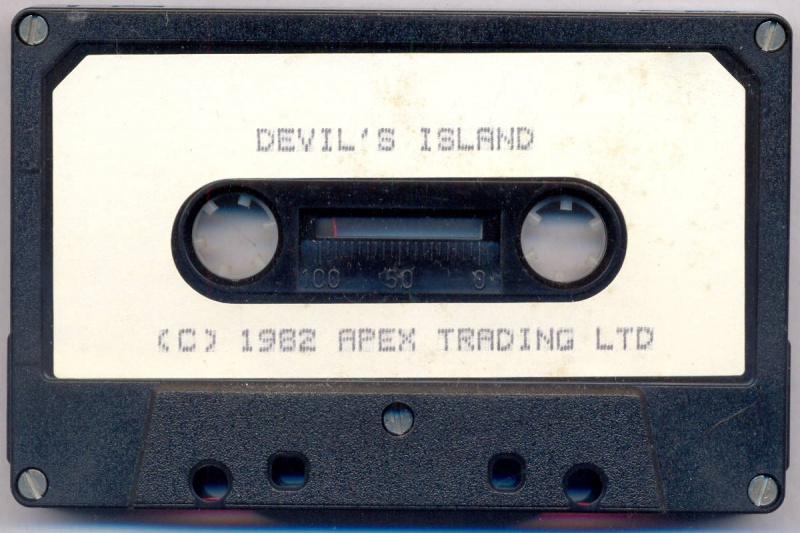 DEVIL'S ISLAND
100 50 0
(C) 1982 APEX TRADING LTD